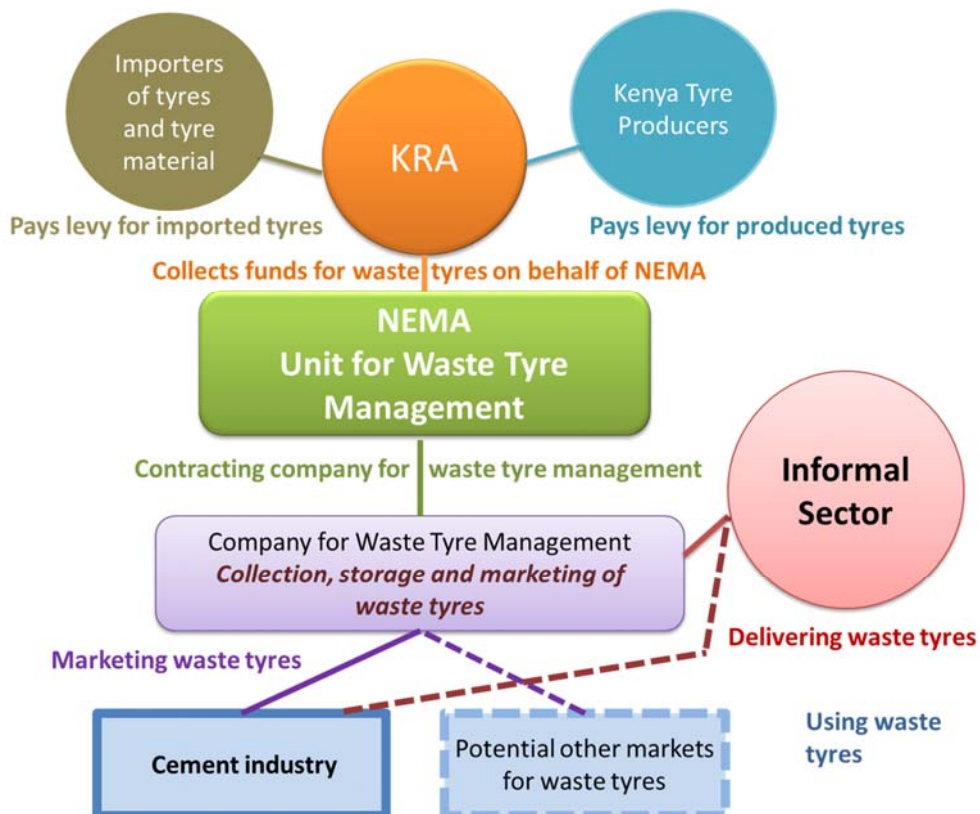 Importers
of tyres
and tyre
material
KRA
Kenya Tyre
Producers
Pays levy for imported tyres
Pays levy for produced tyres
Collects funds for waste tyres on behalf of NEMA
NEMA
Unit for Waste Tyre
Management
Contracting company for waste tyre management
Informal
Sector
Company for Waste Tyre Management
Collection, storage and marketing of
waste tyres
Delivering waste tyres
Marketing waste tyres
Cement industry
Potential other markets
for waste tyres
Using waste
tyres